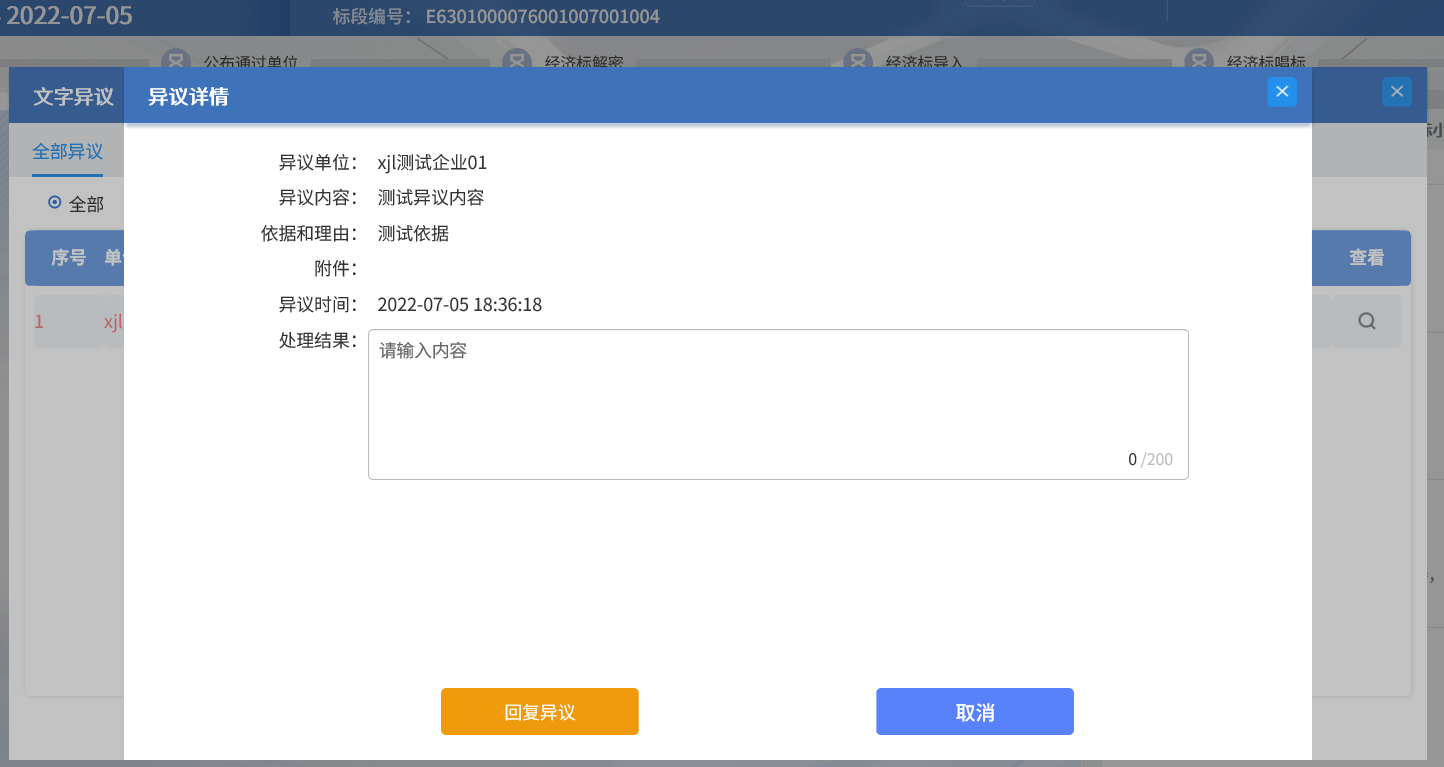 2022-07-05
标段编号： E6301000076001007001004
公布通过单位
经济标解密
经济标导入
经济标唱标
文字异议
异议详情
全部异议
全部
序号
查看
1
xjl
异议单位： xjl测试企业01
异议内容： 测试异议内容
依据和理由： 测试依据
附件：
异议时间： 2022-07-05 18:36:18
处理结果： 请输入内容
0 /200
回复异议
取消